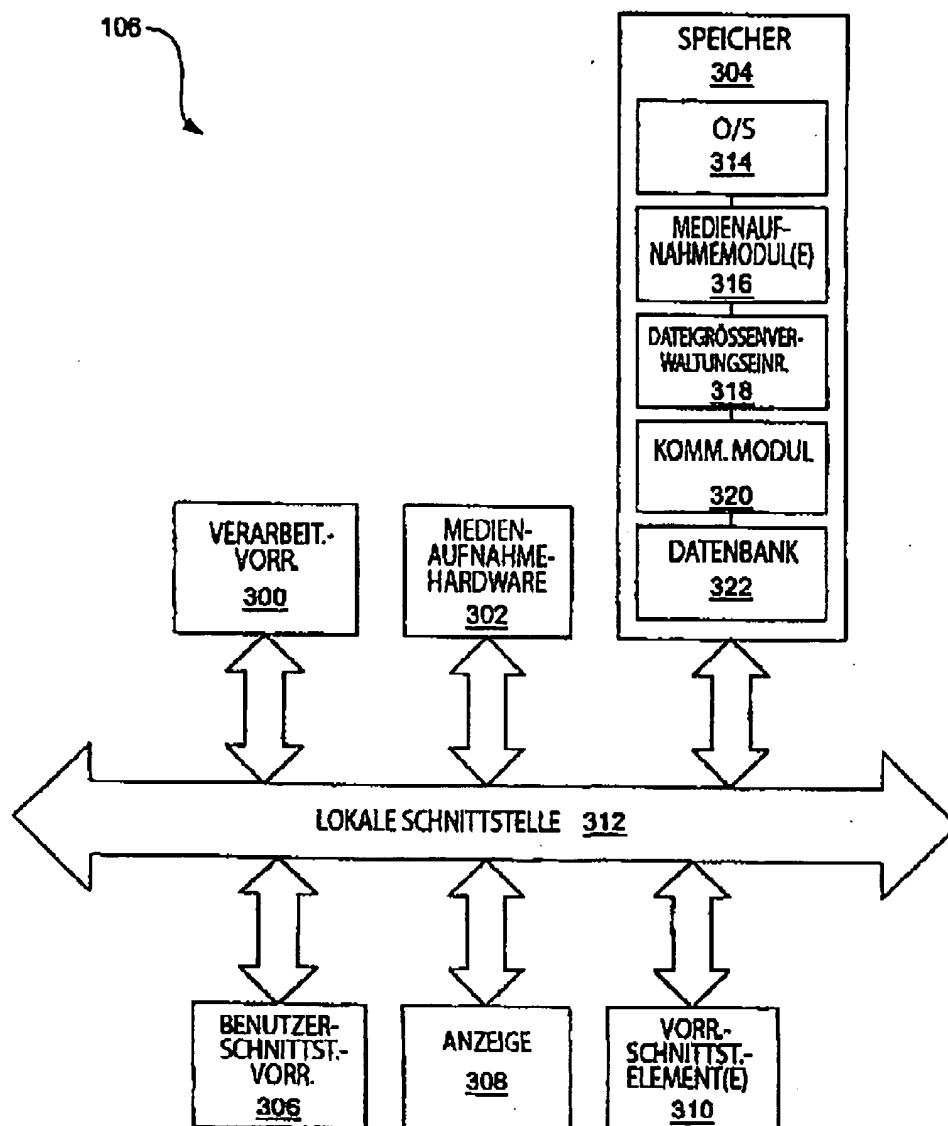 106
SPEICHER
304
O/S
314
MEDIENAUF-
NAHMEMODUL(E)
316
DATEIGRÖSSENVER-
WALTUNGSEINR.
318
KOMM. MODUL
320
DATENBANK
322
VERARBEIT.-
VORR.
300
MEDIEN-
AUFNAHME-
HARDWARE
302
LOKALE SCHNITTSTELLE 312
BENUTZER-
SCHNITTST.-
VORR.
306
ANZEIGE
308
VORR.-
SCHNITTST.-
ELEMENT(E)
310